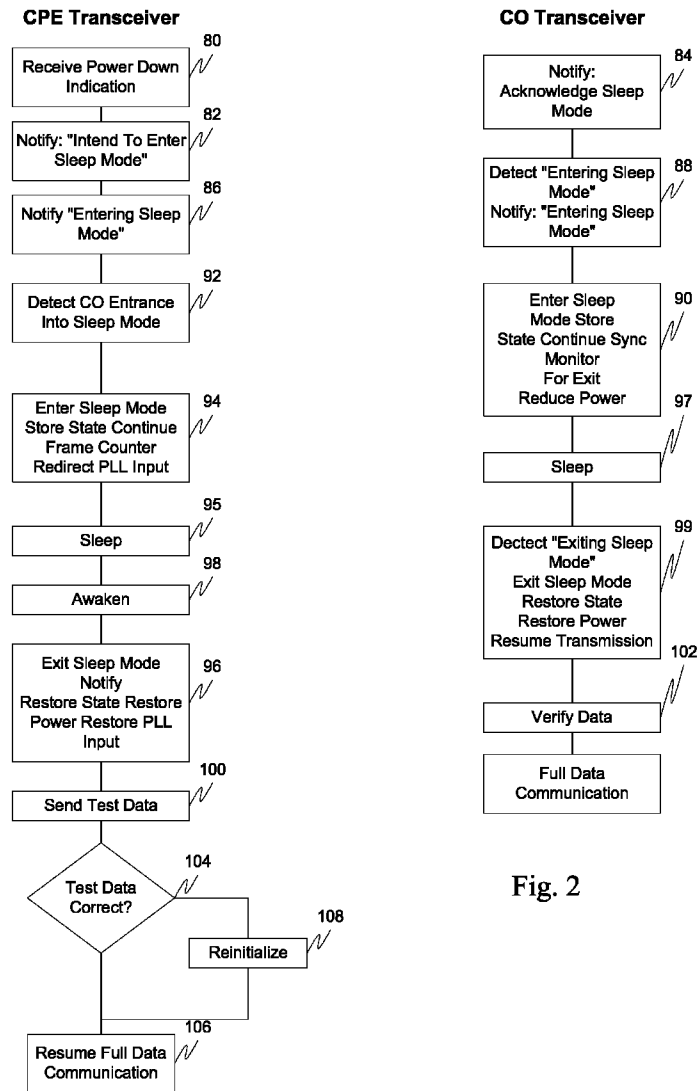 CPE Transceiver
80
Receive Power Down
Indication
82
Notify: "Intend To Enter
Sleep Mode"
86
Notify "Entering Sleep
Mode"
92
Detect CO Entrance
Into Sleep Mode
94
Enter Sleep Mode
Store State Continue
Frame Counter
Redirect PLL Input
95
Sleep
98
Awaken
96
Exit Sleep Mode
Notify
Restore State Restore
Power Restore PLL
Input
100
Send Test Data
104
Test Data
Correct?
108
Reinitialize
106
Resume Full Data
Communication
CO Transceiver
84
Notify:
Acknowledge Sleep
Mode
88
Detect "Entering Sleep
Mode"
Notify: "Entering Sleep
Mode"
90
Enter Sleep
Mode Store
State Continue Sync
Monitor
For Exit
Reduce Power
97
Sleep
99
Dectect "Exiting Sleep
Mode"
Exit Sleep Mode
Restore State
Restore Power
Resume Transmission
102
Verify Data
Full Data
Communication
Fig. 2